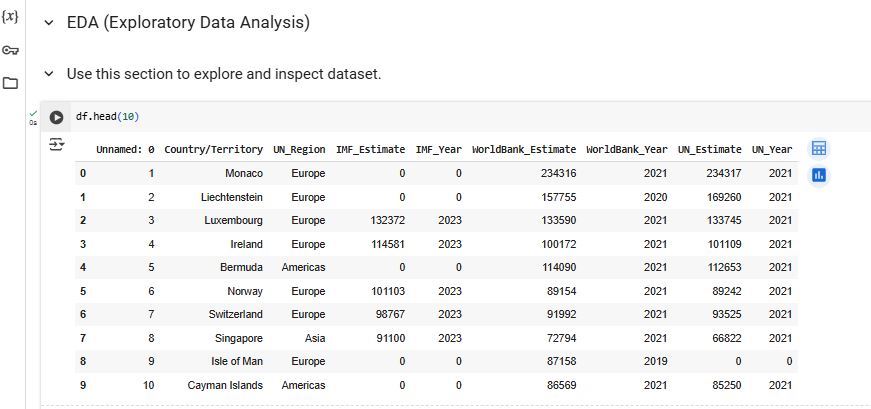 {x}
EDA (Exploratory Data Analysis)
Use this section to explore and inspect dataset.
0s
df.head(10)
Unnamed: 0 Country/Territory UN_Region IMF_Estimate IMF_Year WorldBank_Estimate WorldBank_Year UN_Estimate UN_Year
0 1 Monaco Europe 0 0 234316 2021 234317 2021
1 2 Liechtenstein Europe 0 0 157755 2020 169260 2021
2 3 Luxembourg Europe 132372 2023 133590 2021 133745 2021
3 4 Ireland Europe 114581 2023 100172 2021 101109 2021
4 5 Bermuda Americas 0 0 114090 2021 112653 2021
5 6 Norway Europe 101103 2023 89154 2021 89242 2021
6 7 Switzerland Europe 98767 2023 91992 2021 93525 2021
7 8 Singapore Asia 91100 2023 72794 2021 66822 2021
8 9 Isle of Man Europe 0 0 87158 2019 0 0
9 10 Cayman Islands Americas 0 0 86569 2021 85250 2021